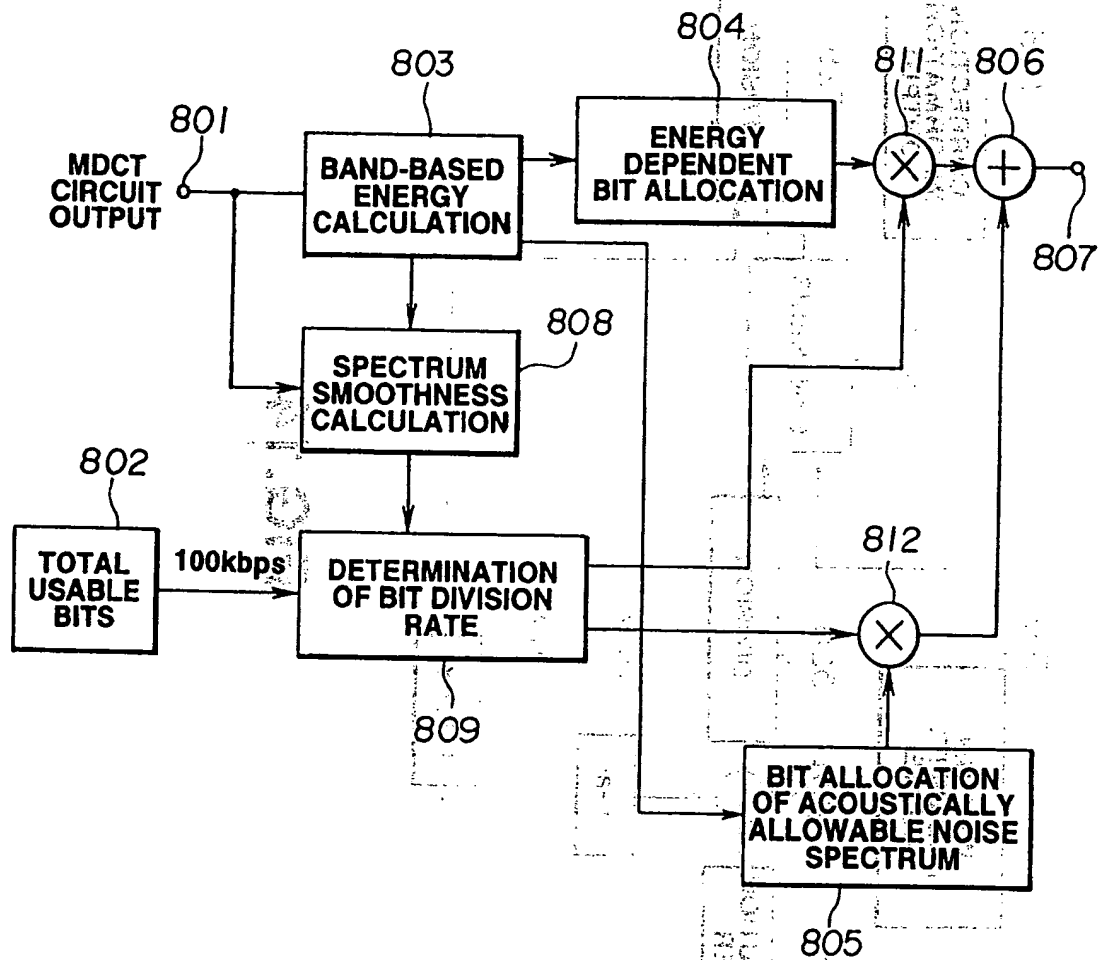 804
811
806
803
801
MDCT
CIRCUIT
OUTPUT
BAND-BASED
ENERGY
CALCULATION
ENERGY
DEPENDENT
BIT ALLOCATION
×
+
807
808
SPECTRUM
SMOOTHNESS
CALCULATION
802
TOTAL
USABLE
BITS
100kbps
DETERMINATION
OF BIT DIVISION
RATE
812
×
809
BIT ALLOCATION
OF ACOUSTICALLY
ALLOWABLE NOISE
SPECTRUM
805